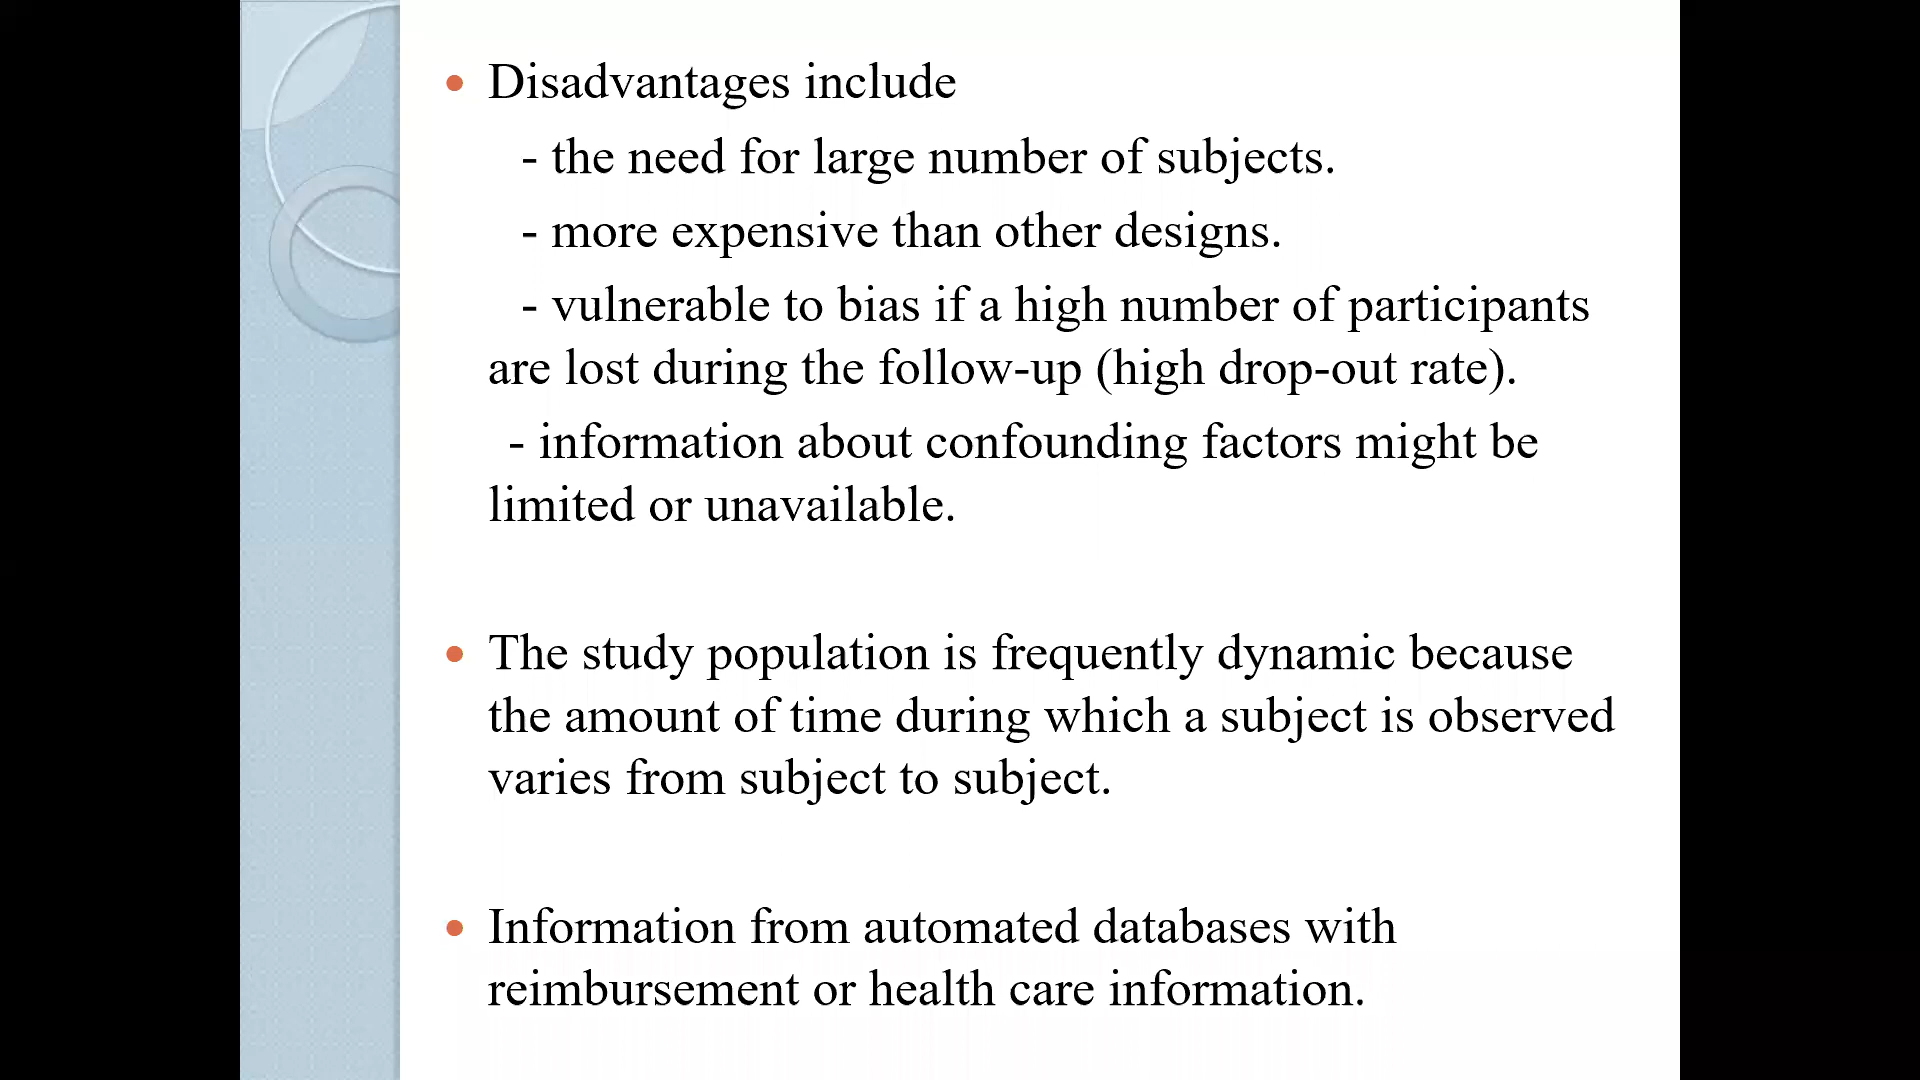 • Disadvantages include
- the need for large number of subjects.
- more expensive than other designs.
- vulnerable to bias if a high number of participants
are lost during the follow-up (high drop-out rate).
- information about confounding factors might be
limited or unavailable.
• The study population is frequently dynamic because
the amount of time during which a subject is observed
varies from subject to subject.
• Information from automated databases with
reimbursement or health care information.